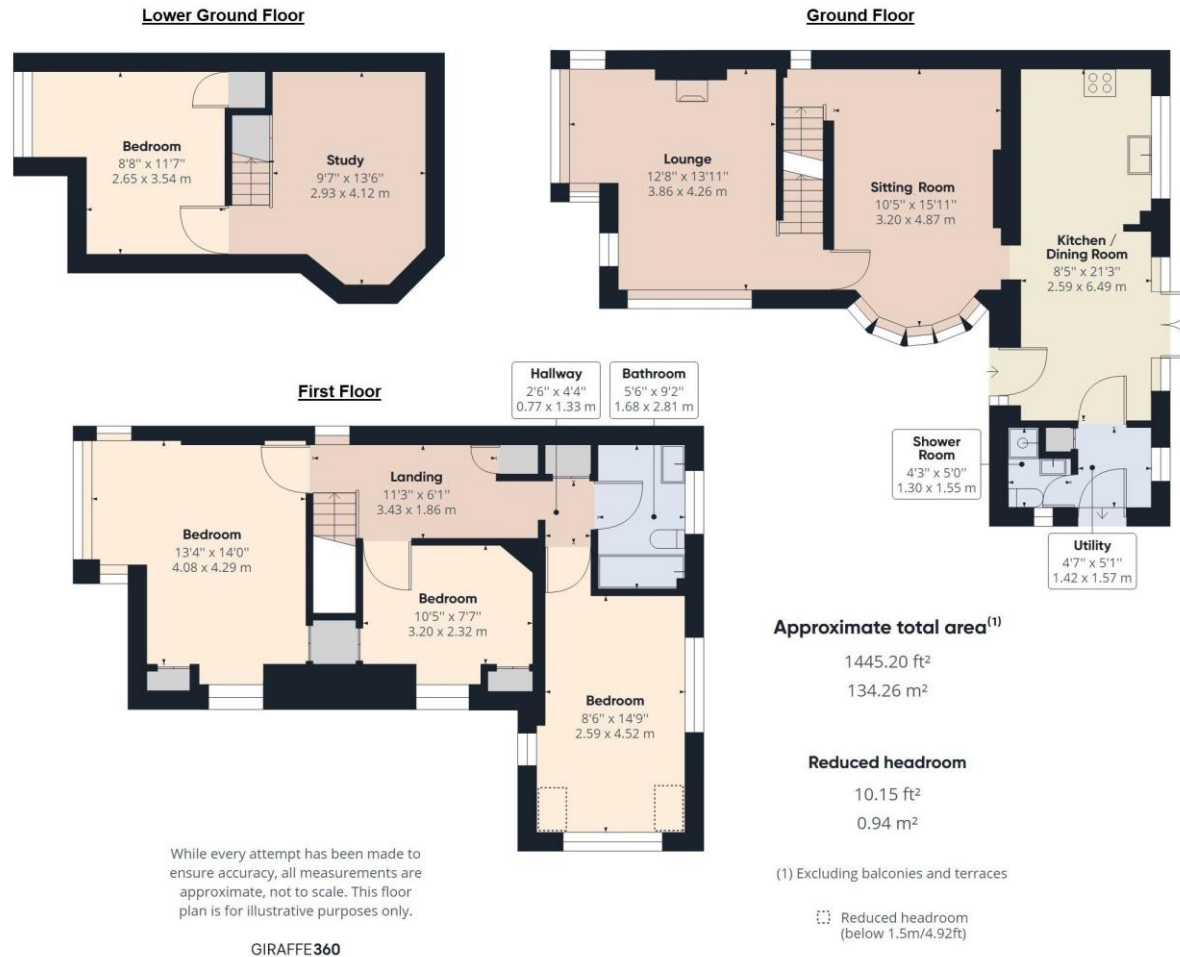 Lower Ground Floor
Bedroom
8'8" x 11'7"
2.65 x 3.54 m
Study
9'7" x 13'6"
2.93 x 4.12 m
Ground Floor
Lounge
12'8" x 13'11"
3.86 x 4.26 m
Sitting Room
10'5" x 15'11"
3.20 x 4.87 m
Kitchen /
Dining Room
8'5" x 21'3"
2.59 x 6.49 m
Shower
Room
4'3" x 5'0"
1.30 x 1.55 m
Utility
4'7" x 5'1"
1.42 x 1.57 m
First Floor
Hallway
2'6" x 4'4"
0.77 x 1.33 m
Bathroom
5'6" x 9'2"
1.68 x 2.81 m
Landing
11'3" x 6'1"
3.43 x 1.86 m
Bedroom
13'4" x 14'0"
4.08 x 4.29 m
Bedroom
10'5" x 7'7"
3.20 x 2.32 m
Bedroom
8'6" x 14'9"
2.59 x 4.52 m
Approximate total area(1)
1445.20 ft²
134.26 m²
Reduced headroom
10.15 ft²
0.94 m²
(1) Excluding balconies and terraces
Reduced headroom
(below 1.5m/4.92ft)
While every attempt has been made to
ensure accuracy, all measurements are
approximate, not to scale. This floor
plan is for illustrative purposes only.
GIRAFFE360